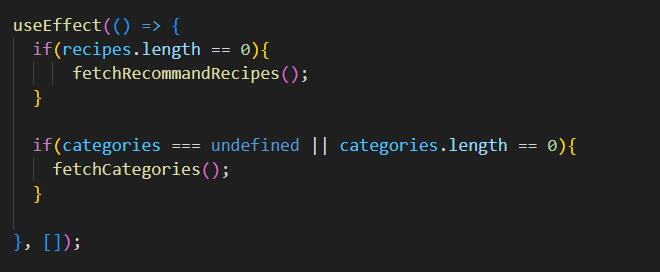 useEffect(() => {
if(recipes.length == 0){
fetchRecommandRecipes();
}
if(categories === undefined || categories.length == 0){
fetchCategories();
}
}, []);